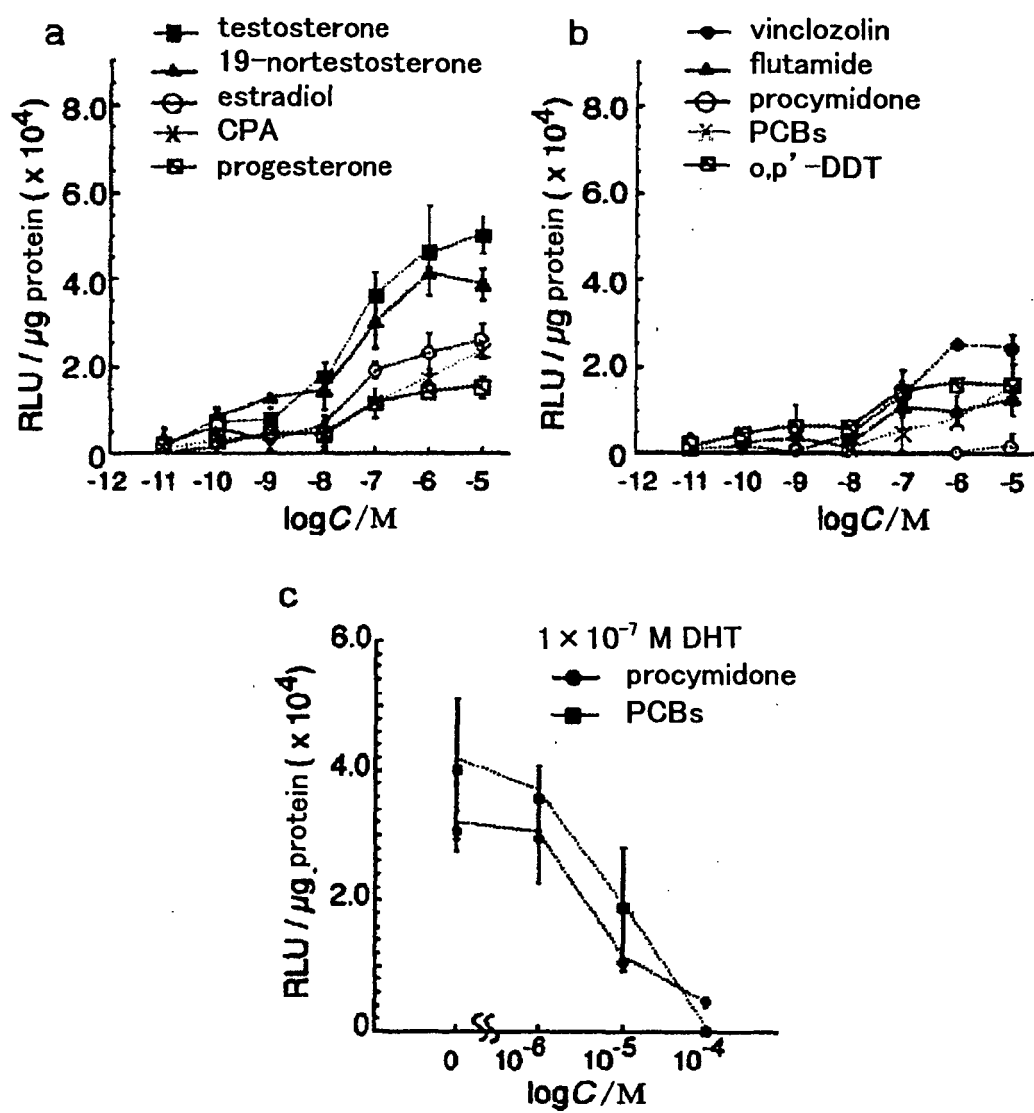 a
testosterone
19-nortestosterone
estradiol
CPA
progesterone
RLU / µg protein ( x 10⁴)
8.0
6.0
4.0
2.0
0
-12 -11 -10 -9 -8 -7 -6 -5
logC/M
b
vinclozolin
flutamide
procymidone
PCBs
o,p'-DDT
RLU / µg protein ( x 10⁴)
8.0
6.0
4.0
2.0
0
-12 -11 -10 -9 -8 -7 -6 -5
logC/M
c
1 × 10⁻⁷ M DHT
procymidone
PCBs
RLU / µg protein ( x 10⁴)
6.0
4.0
2.0
0
0 10⁻⁶ 10⁻⁵ 10⁻⁴
logC/M